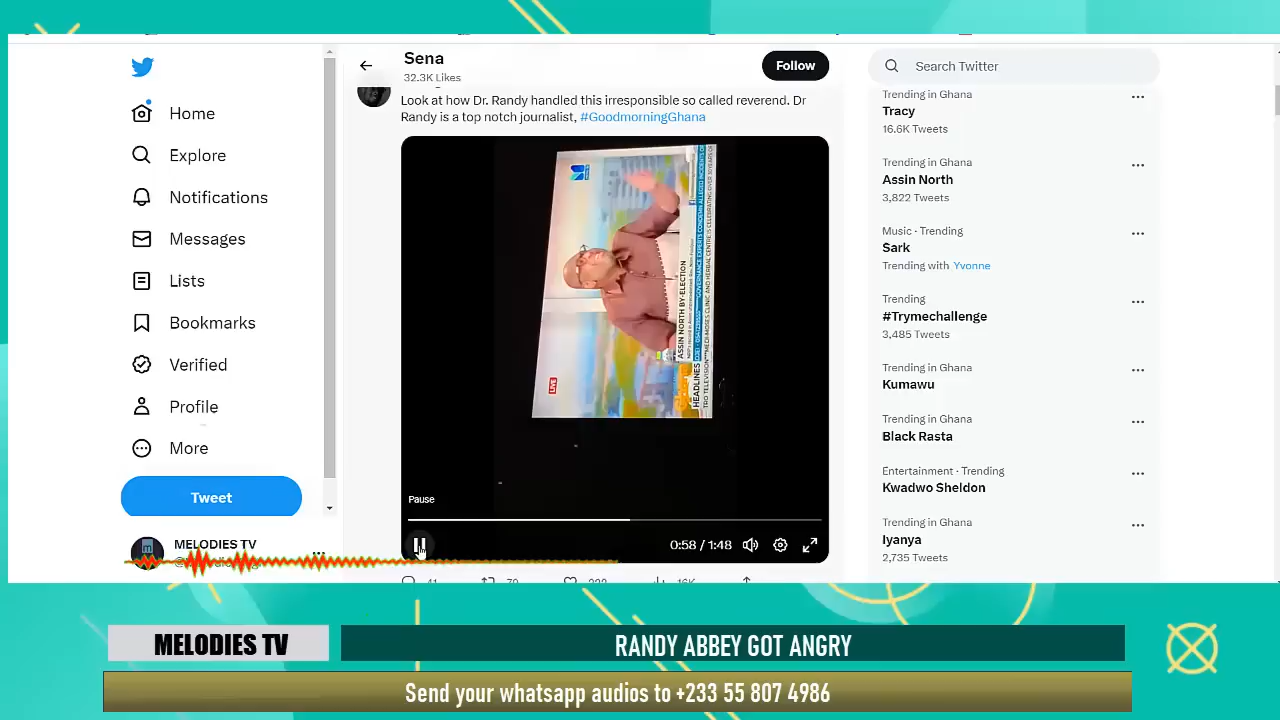 Home
Explore
Notifications
Messages
Lists
Bookmarks
Verified
Profile
More
Tweet
MELODIES TV
Sena
32.3K Likes
Follow
Look at how Dr. Randy handled this irresponsible so called reverend. Dr
Randy is a top notch journalist, #GoodmorningGhana
LIVE
ASSIN NORTH BY-ELECTION
HEADLINES
Pause
0:58 / 1:48
Search Twitter
Trending in Ghana
Tracy
16.6K Tweets
Trending in Ghana
Assin North
3,822 Tweets
Music · Trending
Sark
Trending with Yvonne
Trending
#Trymechallenge
3,485 Tweets
Trending in Ghana
Kumawu
Trending in Ghana
Black Rasta
Entertainment · Trending
Kwadwo Sheldon
Trending in Ghana
Iyanya
2,735 Tweets
MELODIES TV
RANDY ABBEY GOT ANGRY
Send your whatsapp audios to +233 55 807 4986